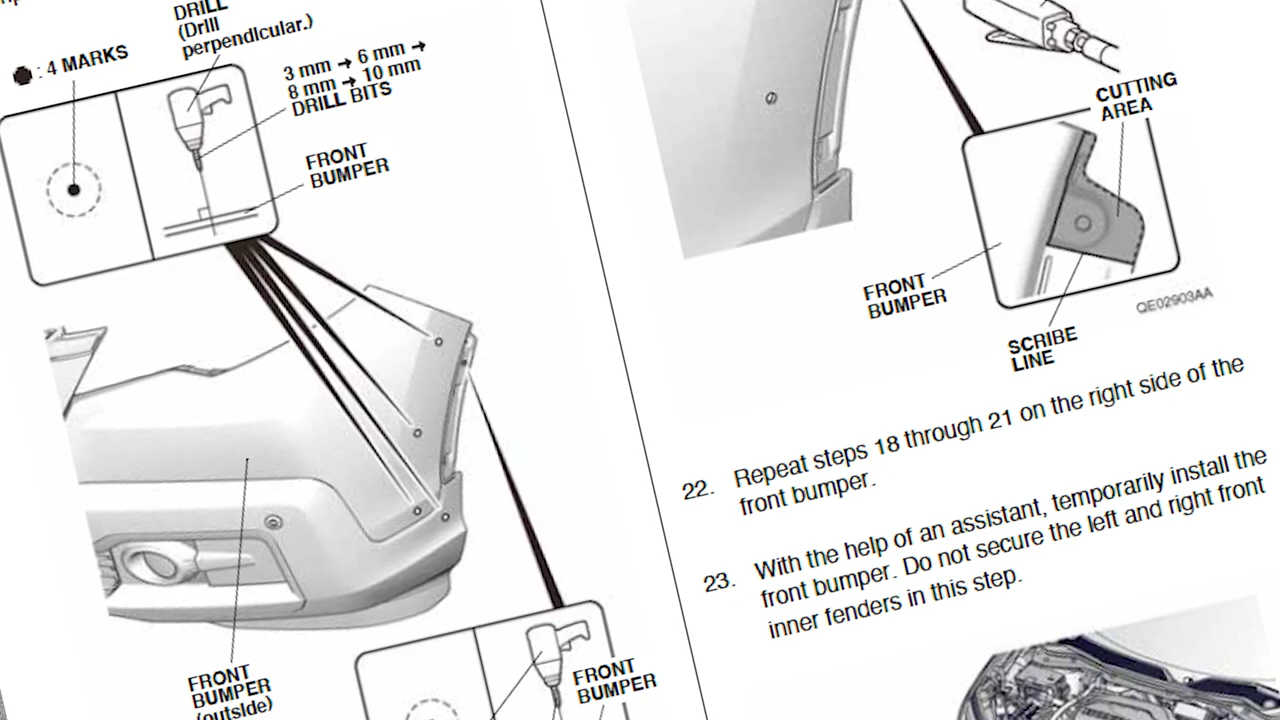 DRILL
(Drill
perpendicular.)
: 4 MARKS
3 mm → 6 mm →
8 mm → 10 mm
DRILL BITS
FRONT
BUMPER
FRONT
BUMPER
(outside)
FRONT
BUMPER
CUTTING
AREA
FRONT
BUMPER
QE02903AA
SCRIBE
LINE
22. Repeat steps 18 through 21 on the right side of the
front bumper.
23. With the help of an assistant, temporarily install the
front bumper. Do not secure the left and right front
inner fenders in this step.